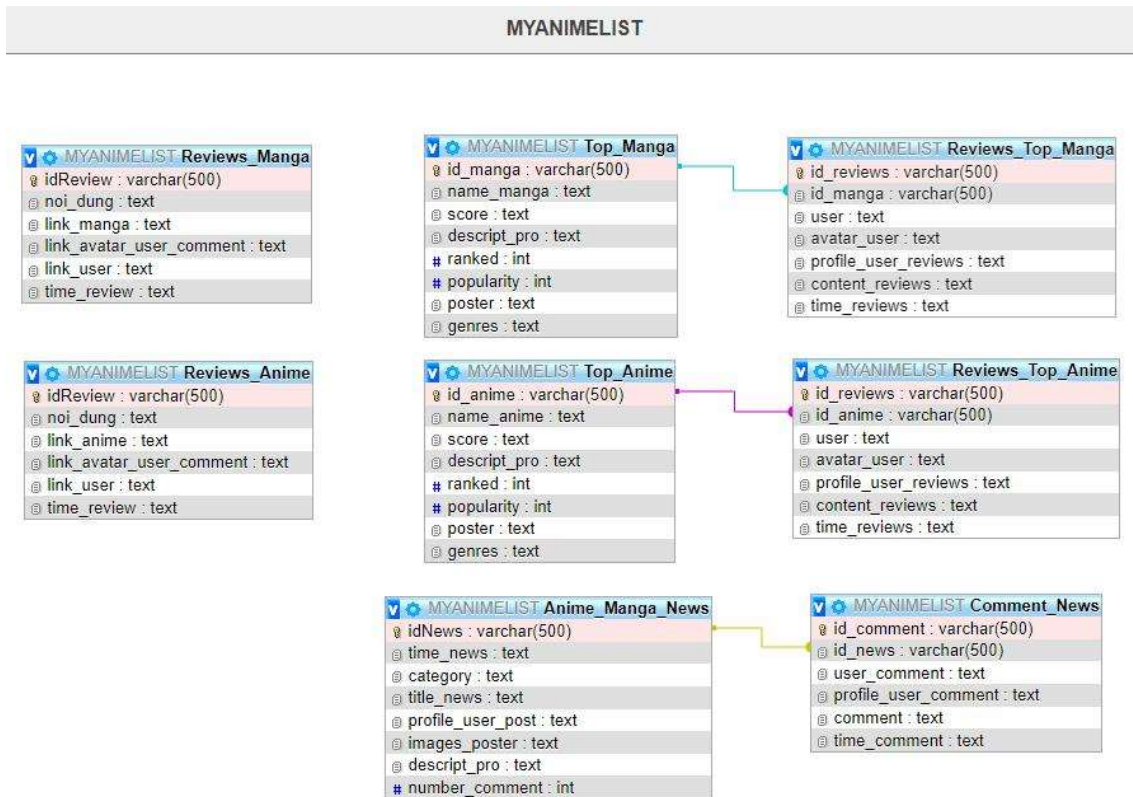 MYANIMELIST
MYANIMELIST Reviews_Manga
idReview : varchar(500)
noi_dung : text
link_manga : text
link_avatar_user_comment : text
link_user : text
time_review : text
MYANIMELIST Top_Manga
id_manga : varchar(500)
name_manga : text
score : text
descript_pro : text
# ranked : int
# popularity : int
poster : text
genres : text
MYANIMELIST Reviews_Top_Manga
id_reviews : varchar(500)
id_manga : varchar(500)
user : text
avatar_user : text
profile_user_reviews : text
content_reviews : text
time_reviews : text
MYANIMELIST Reviews_Anime
idReview : varchar(500)
noi_dung : text
link_anime : text
link_avatar_user_comment : text
link_user : text
time_review : text
MYANIMELIST Top_Anime
id_anime : varchar(500)
name_anime : text
score : text
descript_pro : text
# ranked : int
# popularity : int
poster : text
genres : text
MYANIMELIST Reviews_Top_Anime
id_reviews : varchar(500)
id_anime : varchar(500)
user : text
avatar_user : text
profile_user_reviews : text
content_reviews : text
time_reviews : text
MYANIMELIST Anime_Manga_News
idNews : varchar(500)
time_news : text
category : text
title_news : text
profile_user_post : text
images_poster : text
descript_pro : text
# number_comment : int
MYANIMELIST Comment_News
id_comment : varchar(500)
id_news : varchar(500)
user_comment : text
profile_user_comment : text
comment : text
time_comment : text